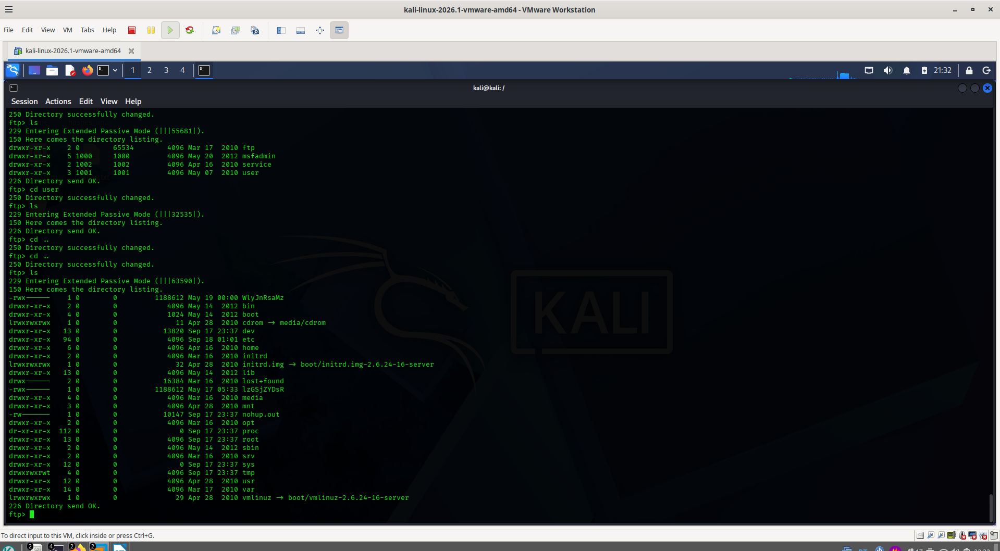 kali-linux-2026.1-vmware-amd64 - VMware Workstation
File Edit View VM Tabs Help
kali-linux-2026.1-vmware-amd64
1 2 3 4 21:32
kali@kali: /
Session Actions Edit View Help
250 Directory successfully changed.
ftp> ls
229 Entering Extended Passive Mode (|||55681|).
150 Here comes the directory listing.
drwxr-xr-x 2 0 65534 4096 Mar 17 2010 ftp
drwxr-xr-x 5 1000 1000 4096 May 20 2012 msfadmin
drwxr-xr-x 2 1002 1002 4096 Apr 16 2010 service
drwxr-xr-x 3 1001 1001 4096 May 07 2010 user
226 Directory send OK.
ftp> cd user
250 Directory successfully changed.
ftp> ls
229 Entering Extended Passive Mode (|||32535|).
150 Here comes the directory listing.
226 Directory send OK.
ftp> cd ..
250 Directory successfully changed.
ftp> cd ..
250 Directory successfully changed.
ftp> ls
229 Entering Extended Passive Mode (|||63590|).
150 Here comes the directory listing.
-rwx------ 1 0 0 1188612 May 19 00:00 WlyJnRsaMz
drwxr-xr-x 2 0 0 4096 May 14 2012 bin
drwxr-xr-x 4 0 0 1024 May 14 2012 boot
lrwxrwxrwx 1 0 0 11 Apr 28 2010 cdrom -> media/cdrom
drwxr-xr-x 13 0 0 13820 Sep 17 23:37 dev
drwxr-xr-x 94 0 0 4096 Sep 18 01:01 etc
drwxr-xr-x 6 0 0 4096 Apr 16 2010 home
drwxr-xr-x 2 0 0 4096 Mar 16 2010 initrd
lrwxrwxrwx 1 0 0 32 Apr 28 2010 initrd.img -> boot/initrd.img-2.6.24-16-server
drwxr-xr-x 13 0 0 4096 May 14 2012 lib
drwx------ 2 0 0 16384 Mar 16 2010 lost+found
-rwx------ 1 0 0 1188612 May 17 05:33 lzGSjZYDsR
drwxr-xr-x 4 0 0 4096 Mar 16 2010 media
drwxr-xr-x 3 0 0 4096 Apr 28 2010 mnt
-rw------- 1 0 0 10147 Sep 17 23:37 nohup.out
drwxr-xr-x 2 0 0 4096 Mar 16 2010 opt
dr-xr-xr-x 112 0 0 0 Sep 17 23:37 proc
drwxr-xr-x 13 0 0 4096 Sep 17 23:37 root
drwxr-xr-x 2 0 0 4096 May 14 2012 sbin
drwxr-xr-x 2 0 0 4096 Mar 16 2010 srv
drwxr-xr-x 12 0 0 0 Sep 17 23:37 sys
drwxrwxrwt 4 0 0 4096 Sep 17 23:37 tmp
drwxr-xr-x 12 0 0 4096 Apr 28 2010 usr
drwxr-xr-x 14 0 0 4096 Mar 17 2010 var
lrwxrwxrwx 1 0 0 29 Apr 28 2010 vmlinuz -> boot/vmlinuz-2.6.24-16-server
226 Directory send OK.
ftp>
KALI
To direct input to this VM, click inside or press Ctrl+G.
2 4 2 2